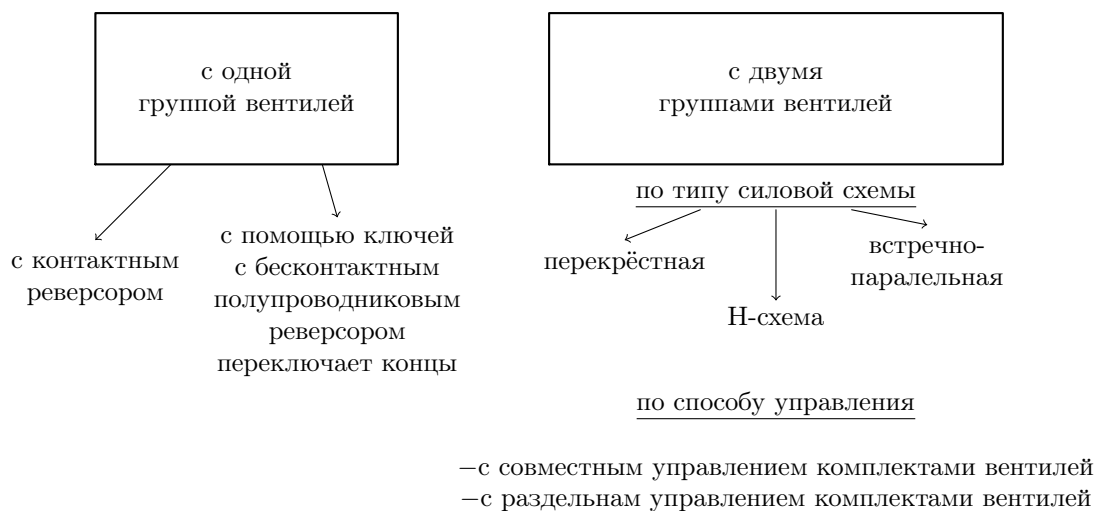 с одной
группой вентилей
с двумя
группами вентилей
с контактным
реверсором
с помощью ключей
с бесконтактным
полупроводниковым
реверсором
переключает концы
по типу силовой схемы
перекрёстная
Н-схема
встречно-
паралельная
по способу управления
−с совместным управлением комплектами вентилей
−с раздельнам управлением комплектами вентилей